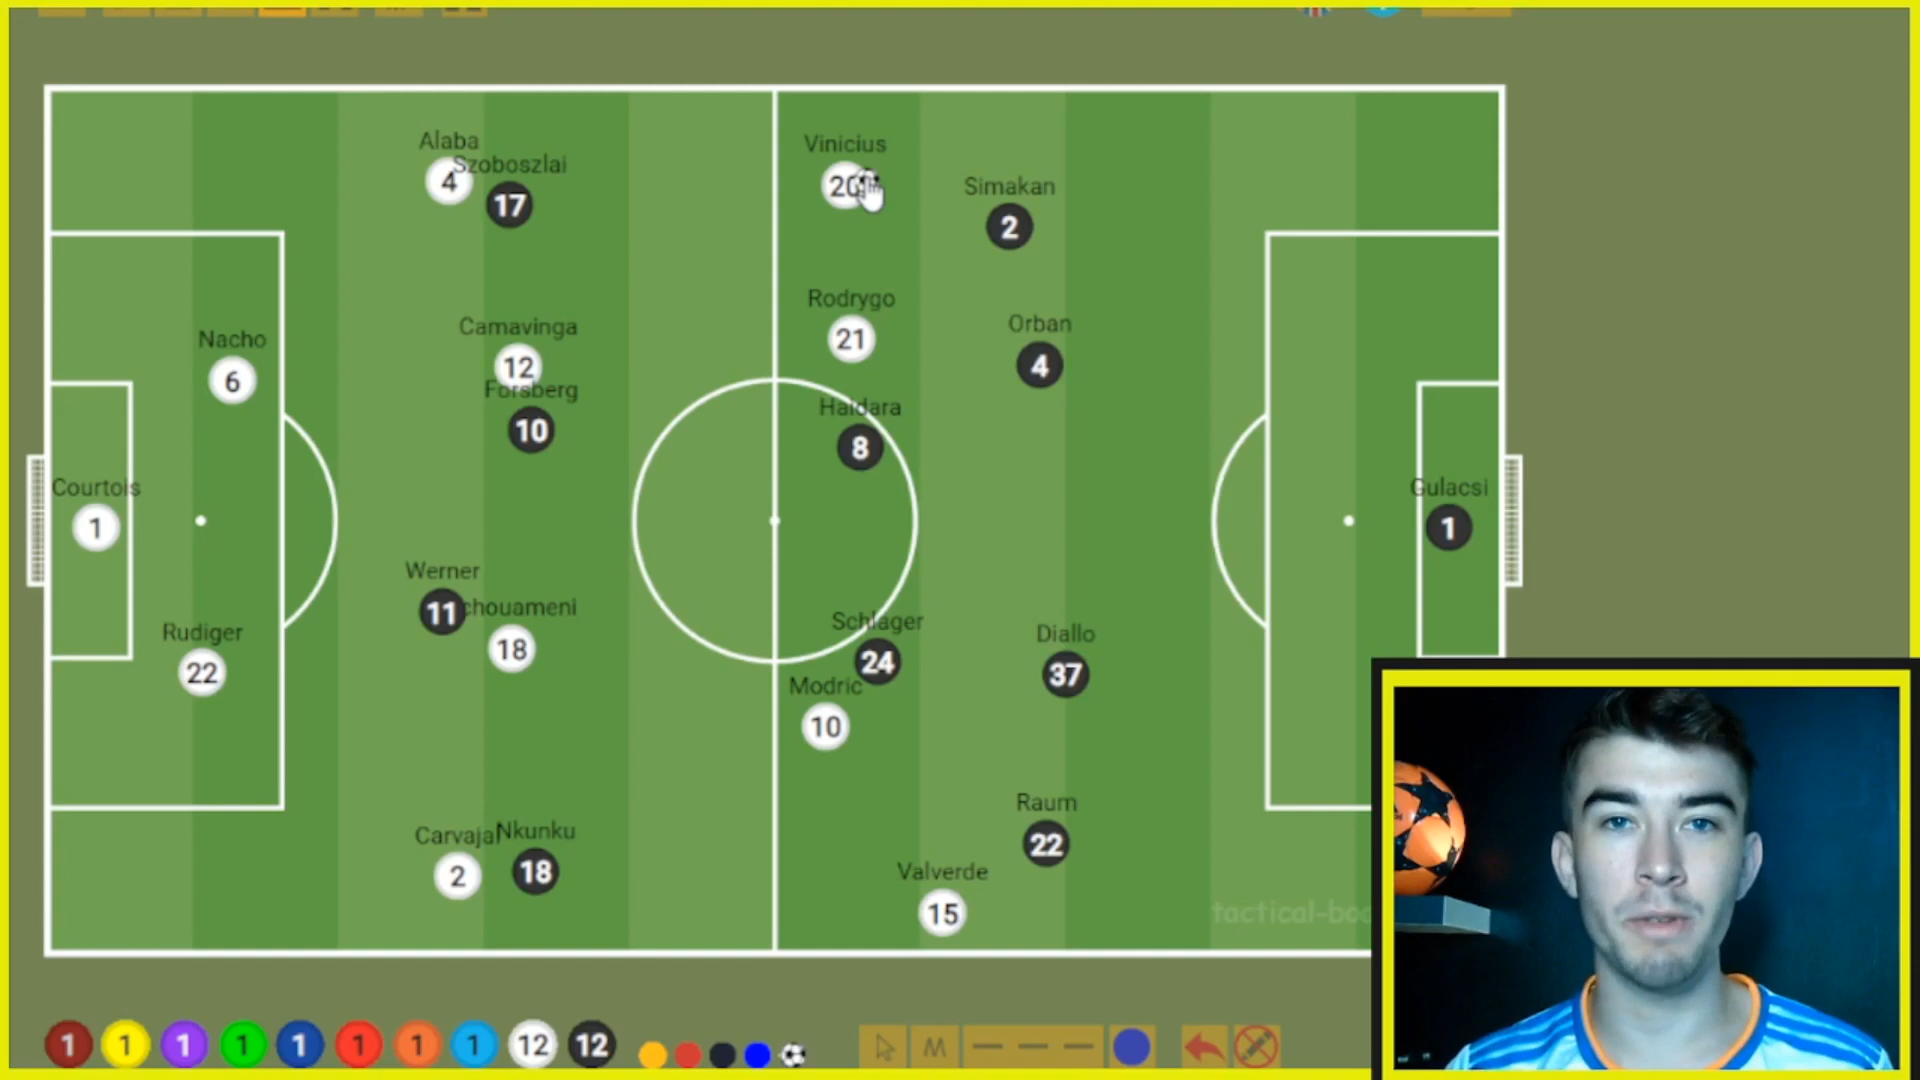 Alaba
4
Szoboszlai
17
Vinicius
20
Simakan
2
Rodrygo
21
Orban
4
Nacho
6
Camavinga
12
Forsberg
10
Haidara
8
Courtois
1
Gulacsi
1
Werner
11
chouameni
18
Schlager
24
Diallo
37
Rudiger
22
Modric
10
Raum
22
Carvajal
2
Nkunku
18
Valverde
15
1 1 1 1 1 1 1 1 12 12
M